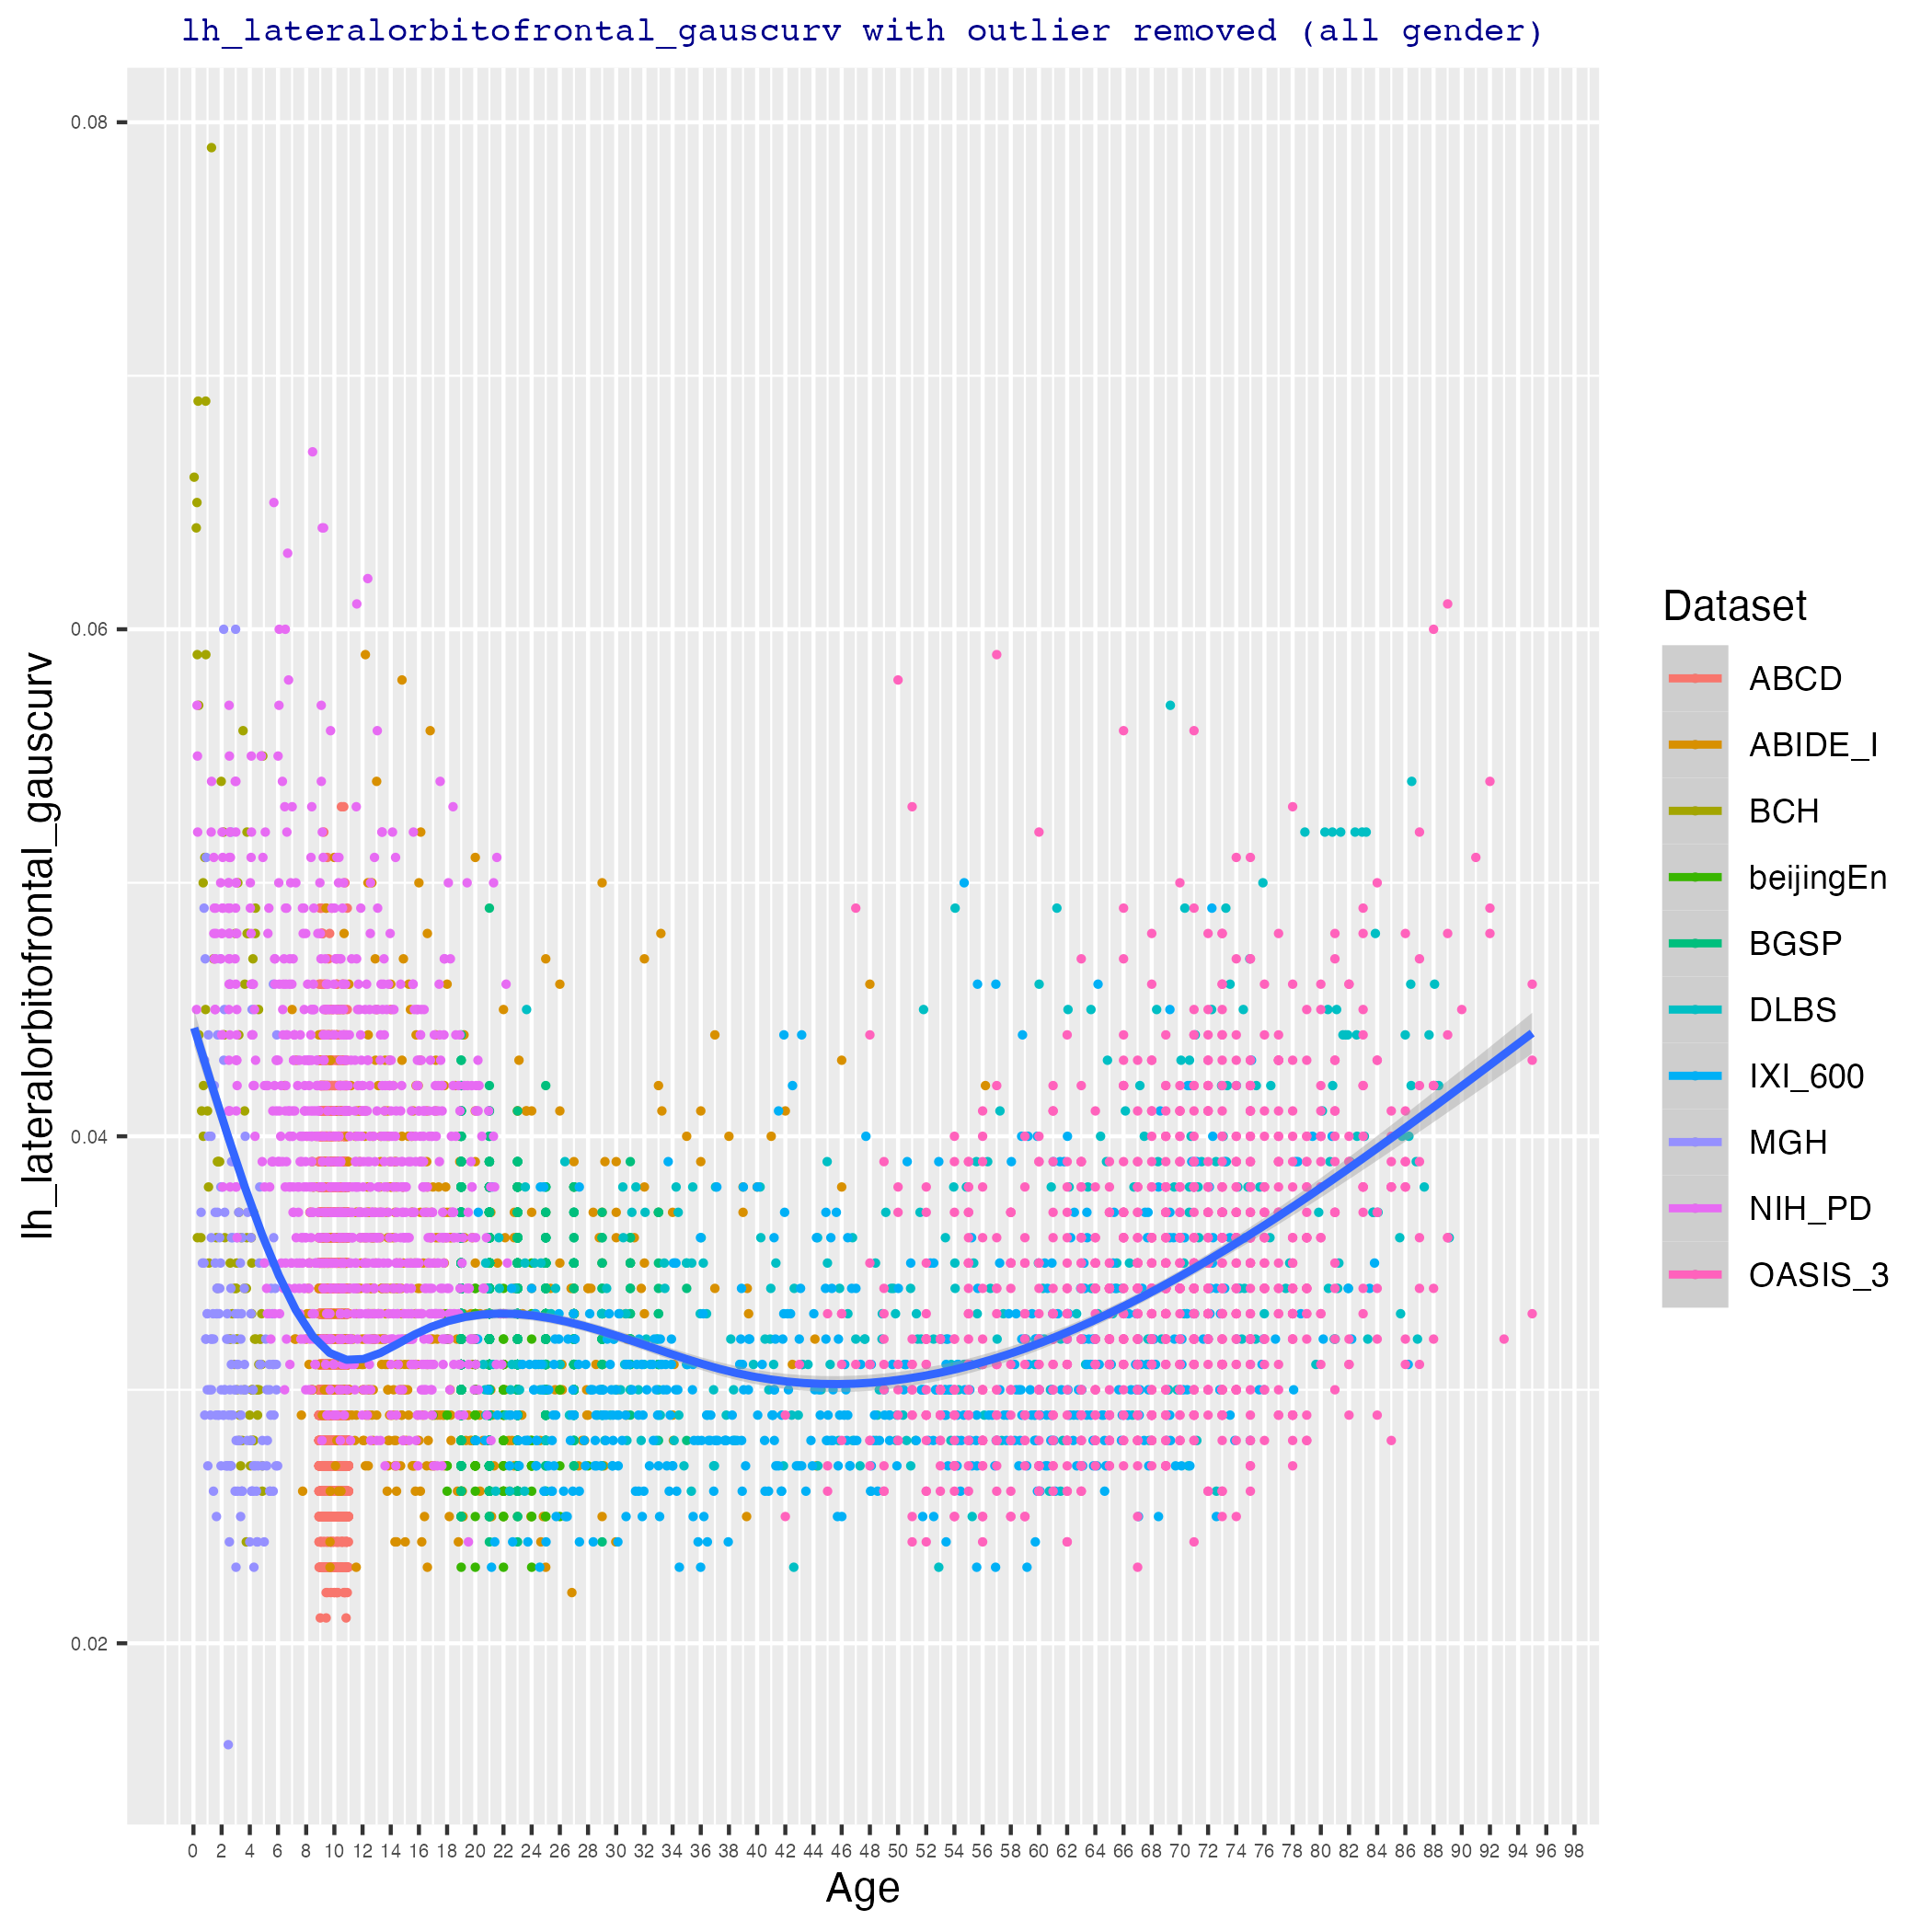 lh_lateralorbitofrontal_gauscurv with outlier removed (all gender)
lh_lateralorbitofrontal_gauscurv
0.08
0.06
0.04
0.02
0 2 4 6 8 10 12 14 16 18 20 22 24 26 28 30 32 34 36 38 40 42 44 46 48 50 52 54 56 58 60 62 64 66 68 70 72 74 76 78 80 82 84 86 88 90 92 94 96 98
Age
Dataset
ABCD
ABIDE_I
BCH
beijingEn
BGSP
DLBS
IXI_600
MGH
NIH_PD
OASIS_3